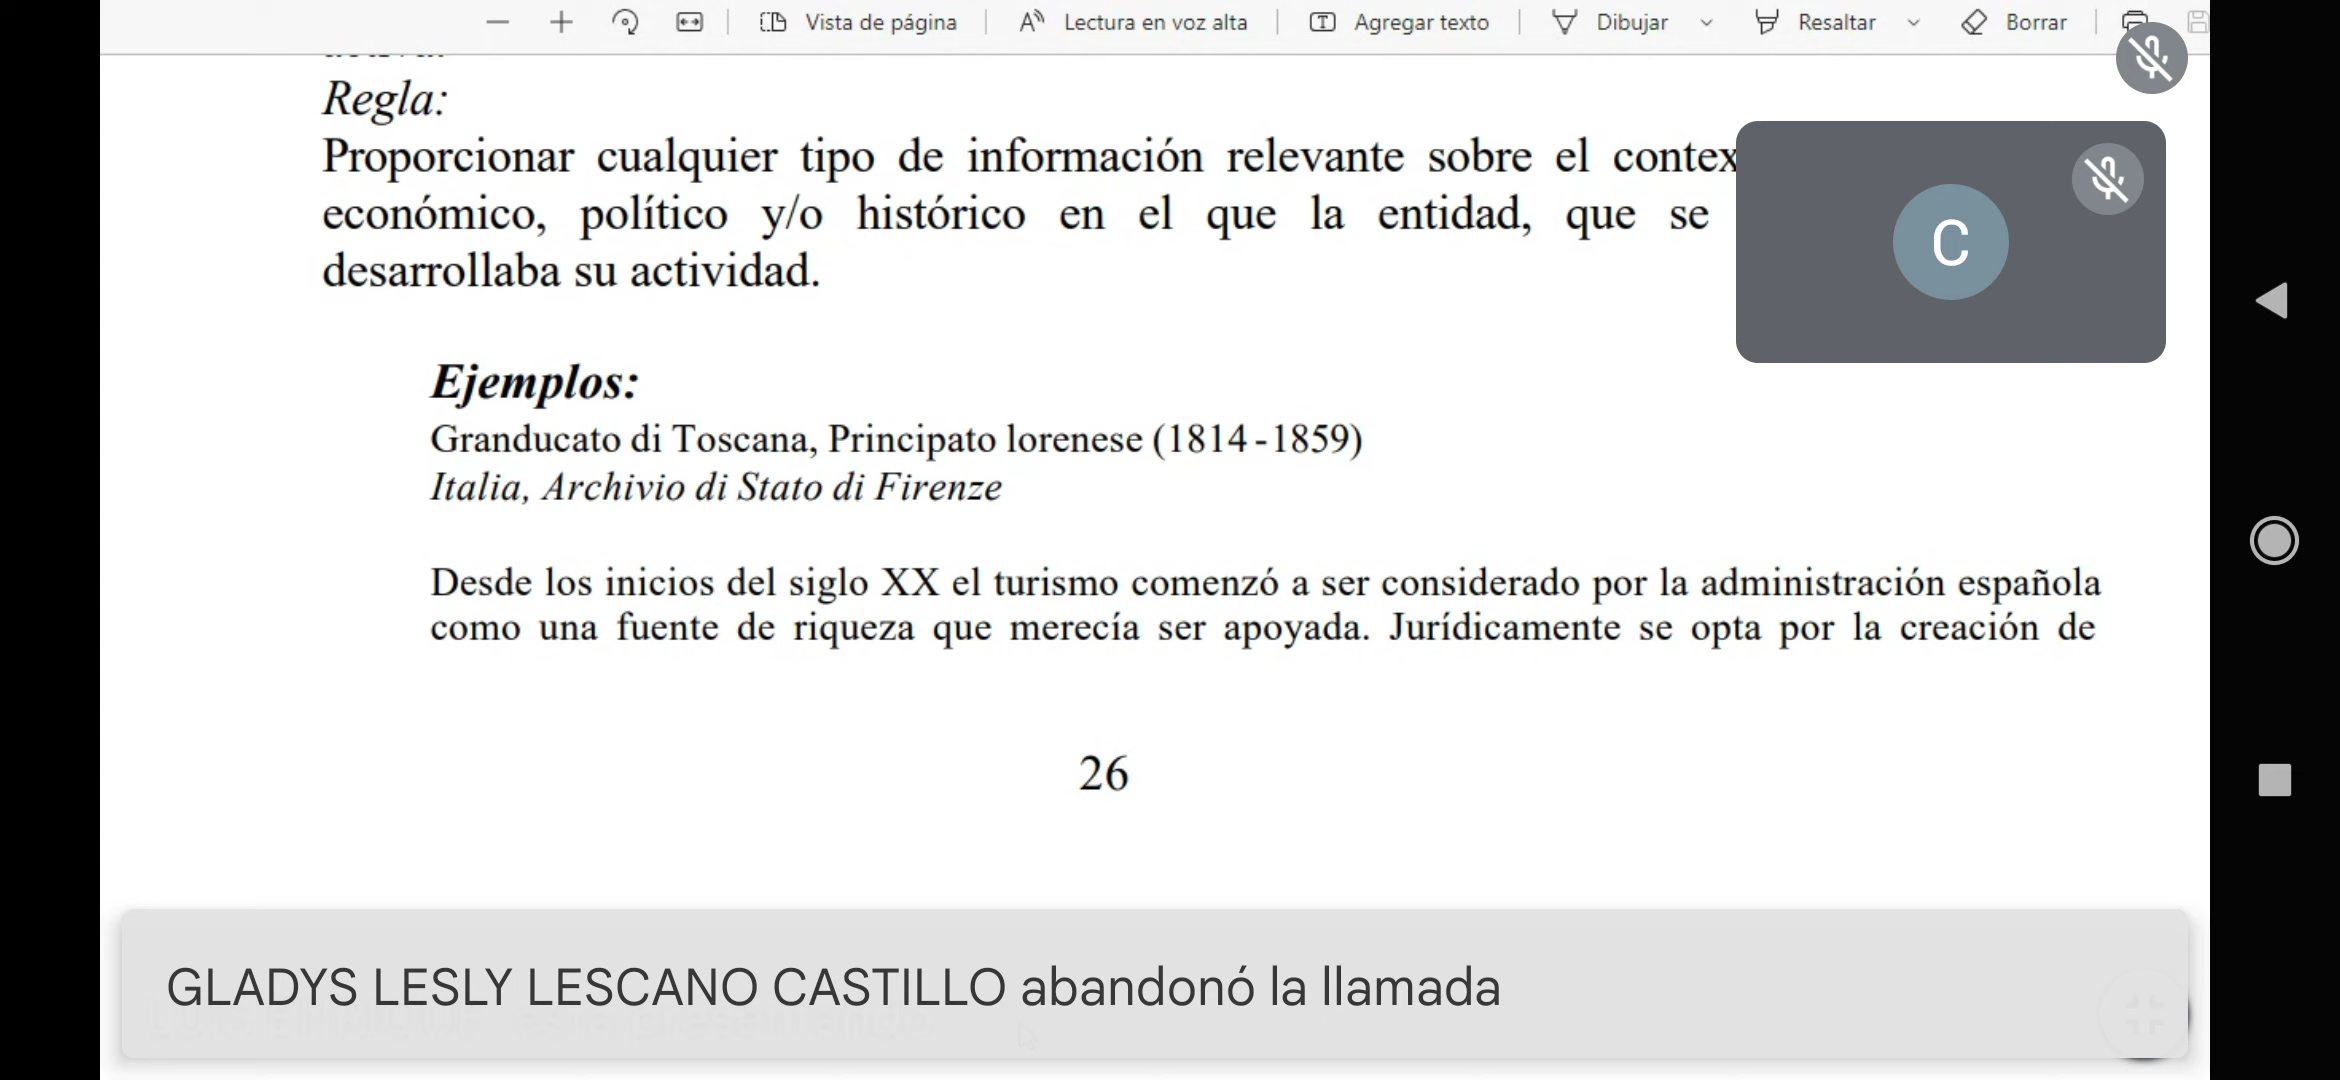 Vista de página
Lectura en voz alta
Agregar texto
Dibujar
Resaltar
Borrar
Regla:
Proporcionar cualquier tipo de información relevante sobre el
económico, político y/o histórico en el que la entidad, que se
desarrollaba su actividad.
C
Ejemplos:
Granducato di Toscana, Principato lorenese (1814-1859)
Italia, Archivio di Stato di Firenze
Desde los inicios del siglo XX el turismo comenzó a ser considerado por la administración española
como una fuente de riqueza que merecía ser apoyada. Jurídicamente se opta por la creación de
26
GLADYS LESLY LESCANO CASTILLO abandonó la llamada